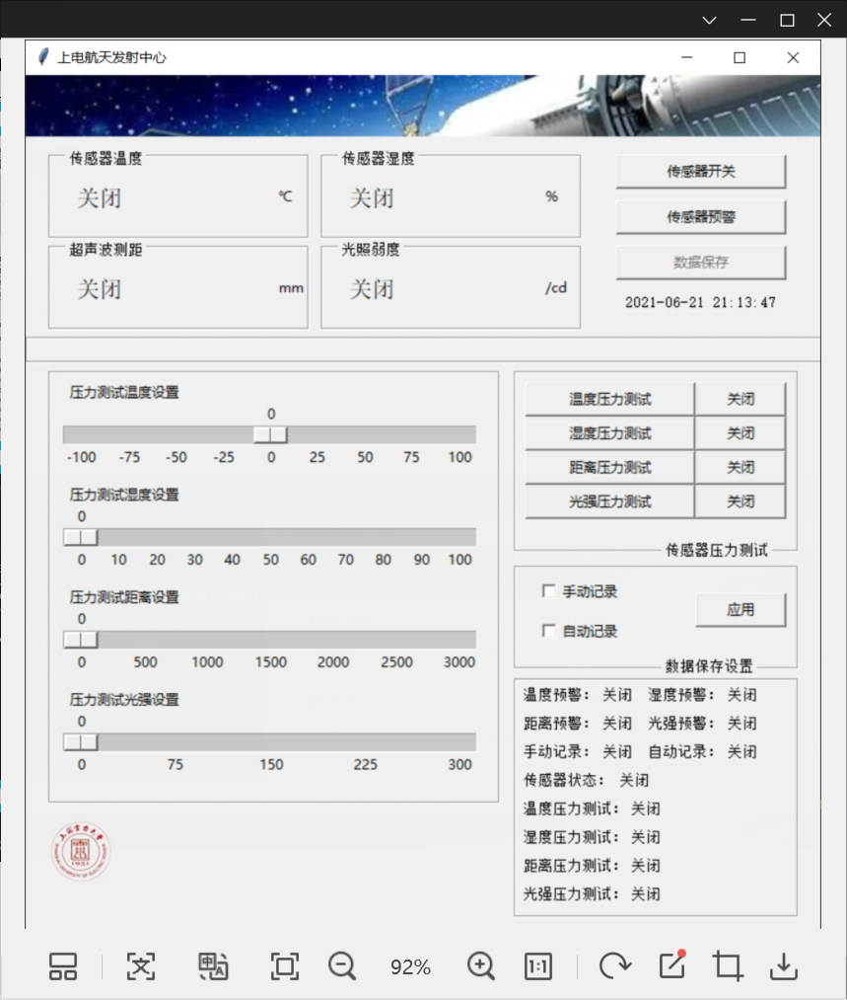 上电航天发射中心
传感器温度
关闭 ℃
传感器湿度
关闭 %
传感器开关
传感器预警
超声波测距
关闭 mm
光照弱度
关闭 /cd
数据保存
2021-06-21 21:13:47
压力测试温度设置
0
-100 -75 -50 -25 0 25 50 75 100
压力测试湿度设置
0
0 10 20 30 40 50 60 70 80 90 100
压力测试距离设置
0
0 500 1000 1500 2000 2500 3000
压力测试光强设置
0
0 75 150 225 300
温度压力测试 关闭
湿度压力测试 关闭
距离压力测试 关闭
光强压力测试 关闭
传感器压力测试
手动记录
自动记录
应用
数据保存设置
温度预警: 关闭 湿度预警: 关闭
距离预警: 关闭 光强预警: 关闭
手动记录: 关闭 自动记录: 关闭
传感器状态: 关闭
温度压力测试: 关闭
湿度压力测试: 关闭
距离压力测试: 关闭
光强压力测试: 关闭
92%
1:1